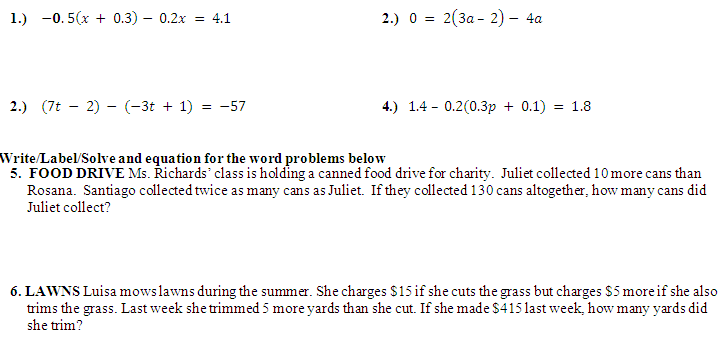 1.) −0.5(x + 0.3) − 0.2x = 4.1
2.) 0 = 2(3a − 2) − 4a
2.) (7t − 2) − (−3t + 1) = −57
4.) 1.4 − 0.2(0.3p + 0.1) = 1.8
Write/Label/Solve and equation for the word problems below
5. FOOD DRIVE Ms. Richards' class is holding a canned food drive for charity. Juliet collected 10 more cans than
Rosana. Santiago collected twice as many cans as Juliet. If they collected 130 cans altogether, how many cans did
Juliet collect?
6. LAWNS Luisa mows lawns during the summer. She charges $15 if she cuts the grass but charges $5 more if she also
trims the grass. Last week she trimmed 5 more yards than she cut. If she made $415 last week, how many yards did
she trim?